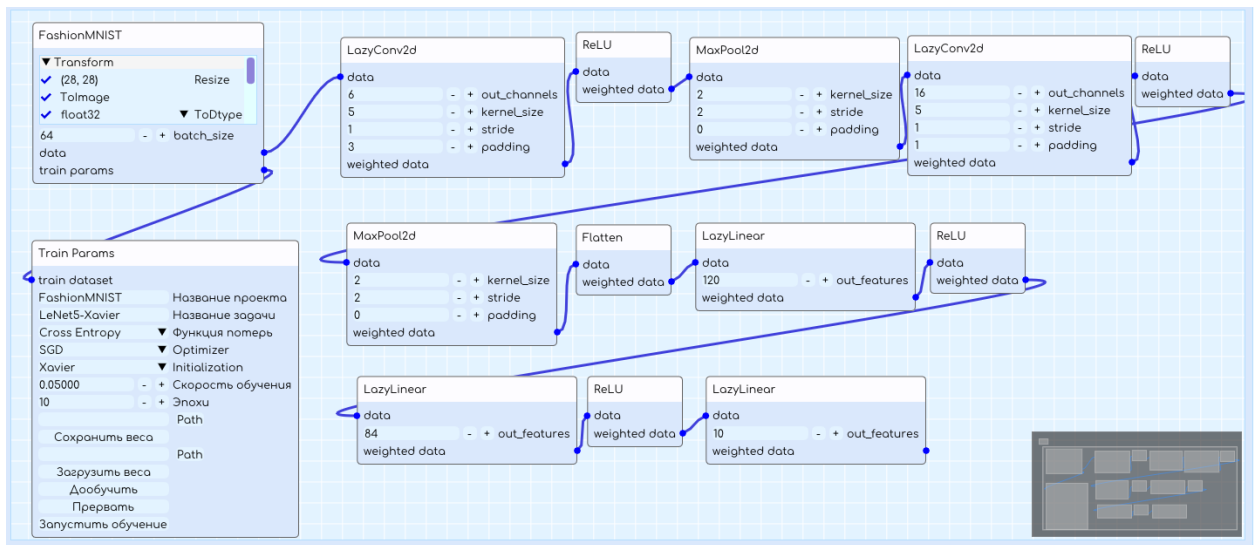 FashionMNIST
▼ Transform
✓ (28, 28) Resize
✓ ToImage
✓ float32 ▼ ToDtype
64 - + batch_size
data
train params
LazyConv2d
data
6 - + out_channels
5 - + kernel_size
1 - + stride
3 - + padding
weighted data
ReLU
data
weighted data
MaxPool2d
data
2 - + kernel_size
2 - + stride
0 - + padding
weighted data
LazyConv2d
data
16 - + out_channels
5 - + kernel_size
1 - + stride
1 - + padding
weighted data
ReLU
data
weighted data
Train Params
train dataset
FashionMNIST Название проекта
LeNet5-Xavier Название задачи
Cross Entropy ▼ Функция потерь
SGD ▼ Optimizer
Xavier ▼ Initialization
0.05000 - + Скорость обучения
10 - + Эпохи
Path
Сохранить веса
Path
Загрузить веса
Дообучить
Прервать
Запустить обучение
MaxPool2d
data
2 - + kernel_size
2 - + stride
0 - + padding
weighted data
Flatten
data
weighted data
LazyLinear
data
120 - + out_features
weighted data
ReLU
data
weighted data
LazyLinear
data
84 - + out_features
weighted data
ReLU
data
weighted data
LazyLinear
data
10 - + out_features
weighted data